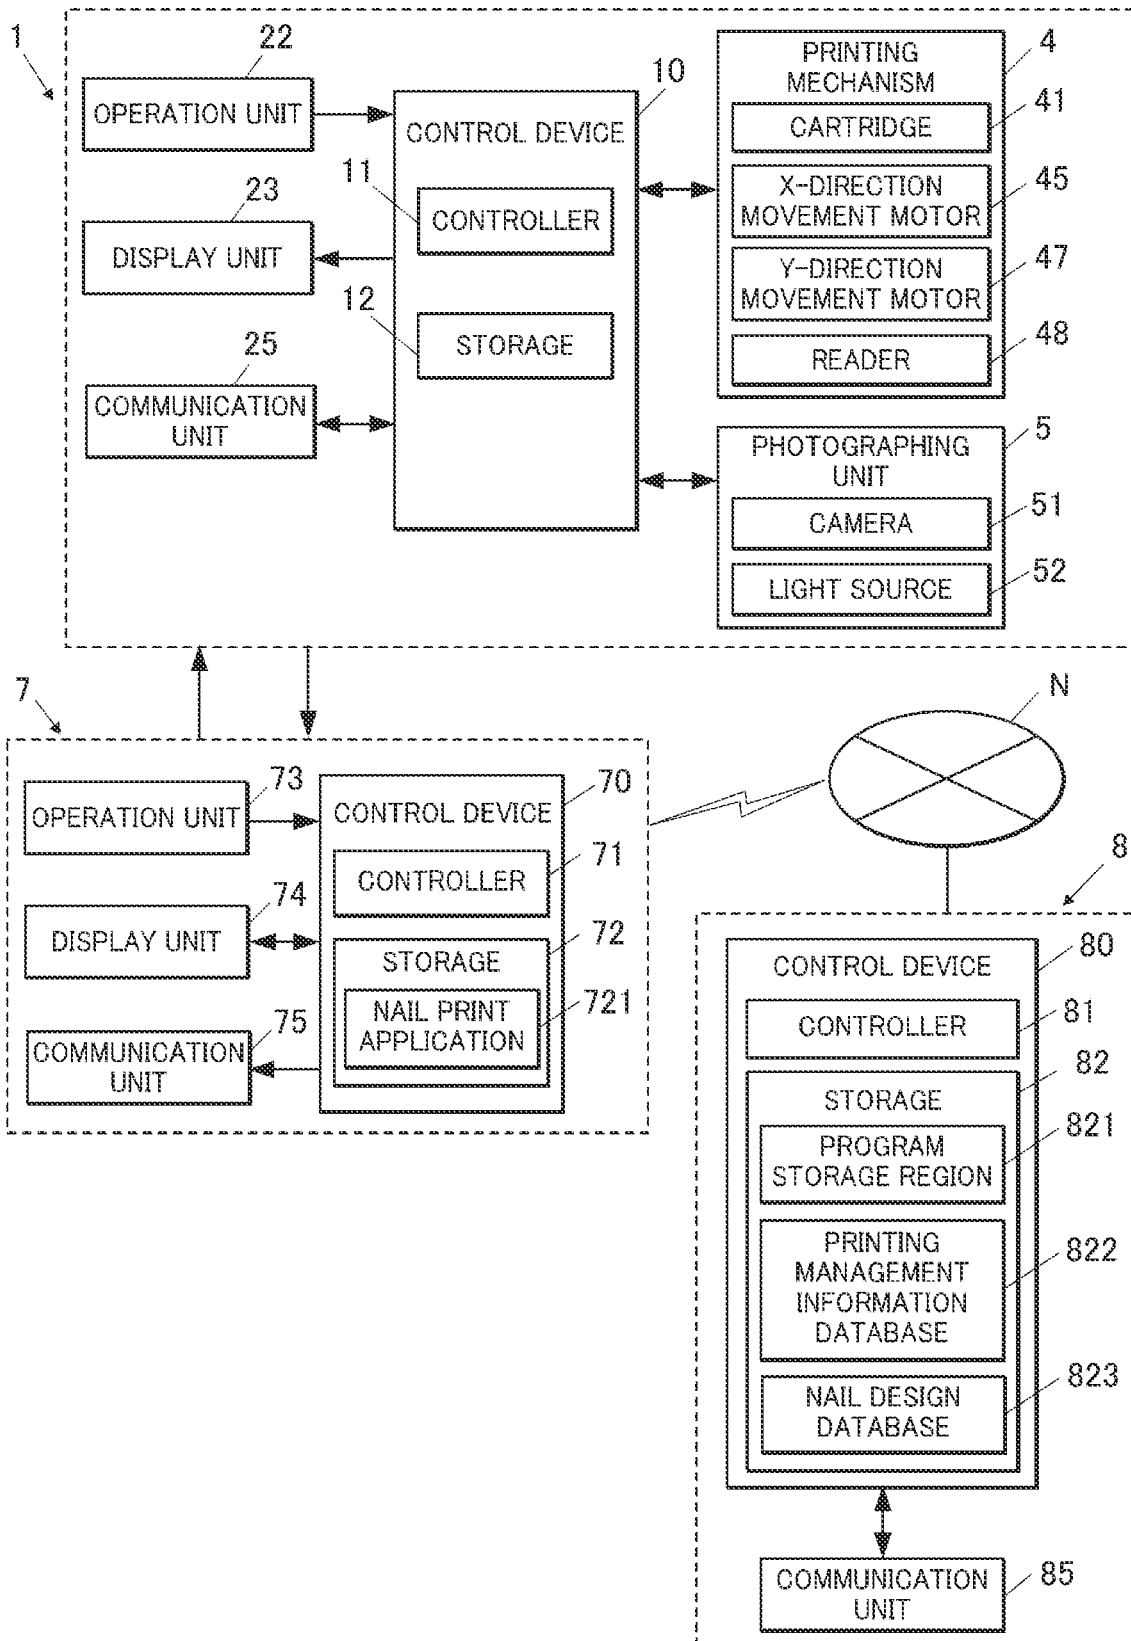 1
22
OPERATION UNIT
23
DISPLAY UNIT
25
COMMUNICATION
UNIT
10
CONTROL DEVICE
11
CONTROLLER
12
STORAGE
4
PRINTING
MECHANISM
41
CARTRIDGE
45
X-DIRECTION
MOVEMENT MOTOR
47
Y-DIRECTION
MOVEMENT MOTOR
48
READER
5
PHOTOGRAPHING
UNIT
51
CAMERA
52
LIGHT SOURCE
7
73
OPERATION UNIT
74
DISPLAY UNIT
75
COMMUNICATION
UNIT
70
CONTROL DEVICE
71
CONTROLLER
72
STORAGE
721
NAIL PRINT
APPLICATION
N
8
80
CONTROL DEVICE
81
CONTROLLER
82
STORAGE
821
PROGRAM
STORAGE REGION
822
PRINTING
MANAGEMENT
INFORMATION
DATABASE
823
NAIL DESIGN
DATABASE
85
COMMUNICATION
UNIT